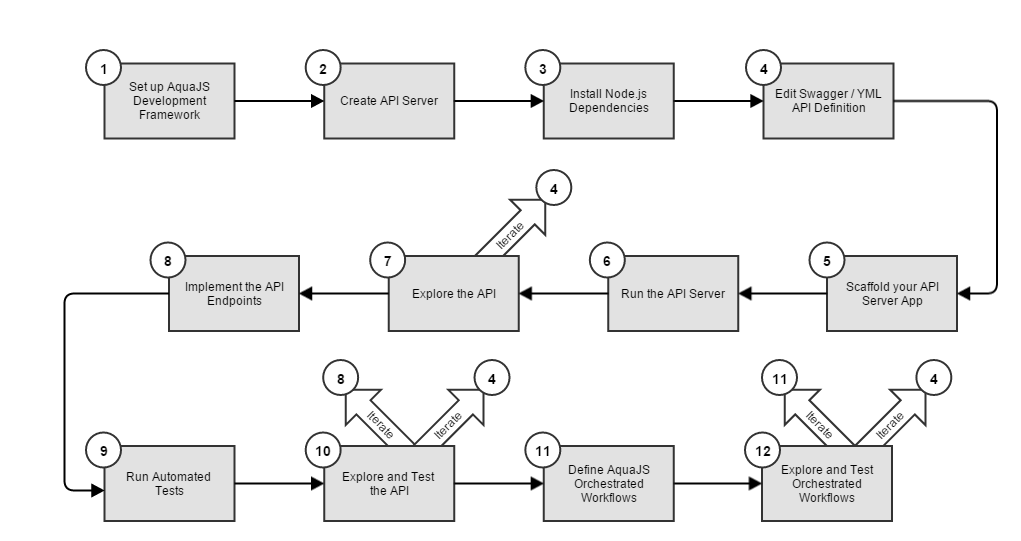 1
Set up AquaJS
Development
Framework
2
Create API Server
3
Install Node.js
Dependencies
4
Edit Swagger / YML
API Definition
4
Iterate
8
Implement the API
Endpoints
7
Explore the API
6
Run the API Server
5
Scaffold your API
Server App
8
Iterate
4
Iterate
11
Iterate
4
Iterate
9
Run Automated
Tests
10
Explore and Test
the API
11
Define AquaJS
Orchestrated
Workflows
12
Explore and Test
Orchestrated
Workflows